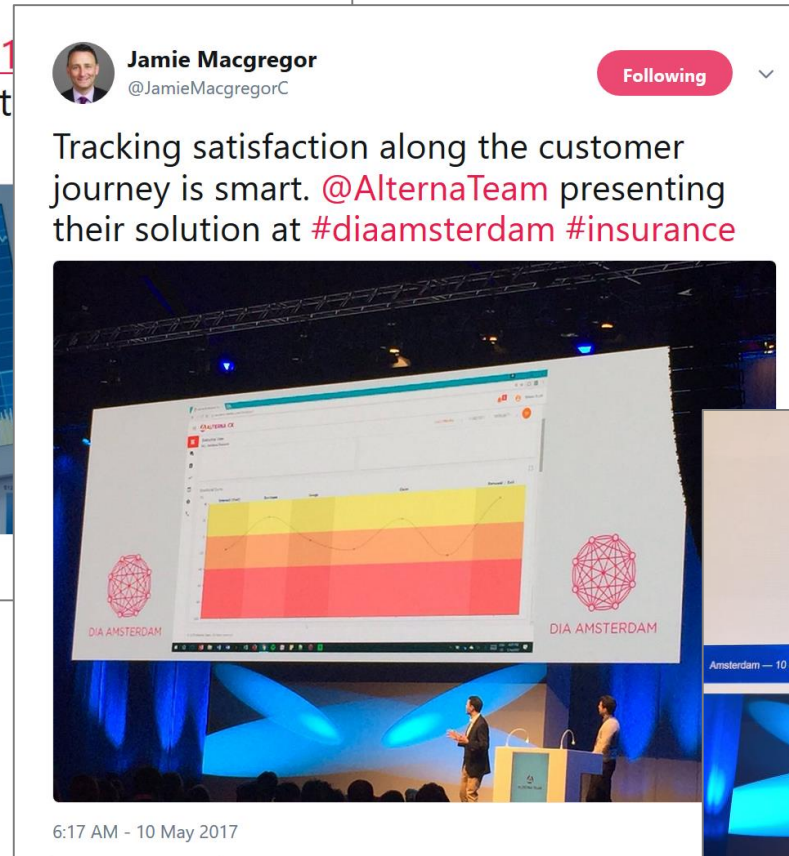 Jamie Macgregor
@JamieMacgregorC
Following
Tracking satisfaction along the customer
journey is smart. @AlternaTeam presenting
their solution at #diaamsterdam #insurance
ALTERNA CX
DIA AMSTERDAM
DIA AMSTERDAM
Amsterdam — 10
6:17 AM - 10 May 2017